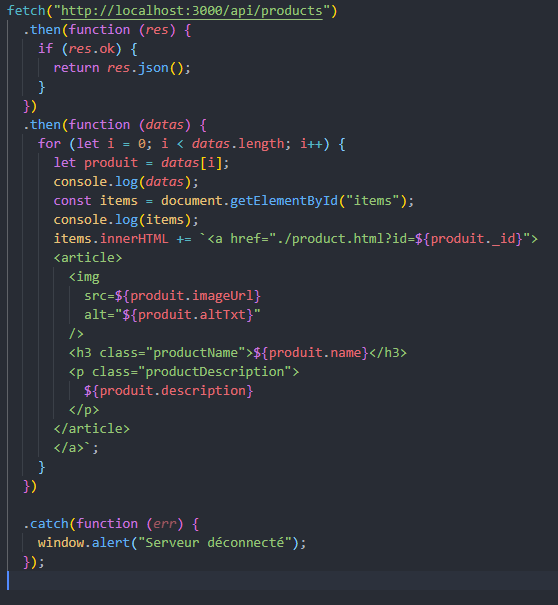 fetch("http://localhost:3000/api/products")
  .then(function (res) {
    if (res.ok) {
      return res.json();
    }
  })
  .then(function (datas) {
    for (let i = 0; i < datas.length; i++) {
      let produit = datas[i];
      console.log(datas);
      const items = document.getElementById("items");
      console.log(items);
      items.innerHTML += `<a href="./product.html?id=${produit._id}">
      <article>
        <img
          src=${produit.imageUrl}
          alt="${produit.altTxt}"
        />
        <h3 class="productName">${produit.name}</h3>
        <p class="productDescription">
          ${produit.description}
        </p>
      </article>
      </a>`;
    }
  })

  .catch(function (err) {
    window.alert("Serveur déconnecté");
  });